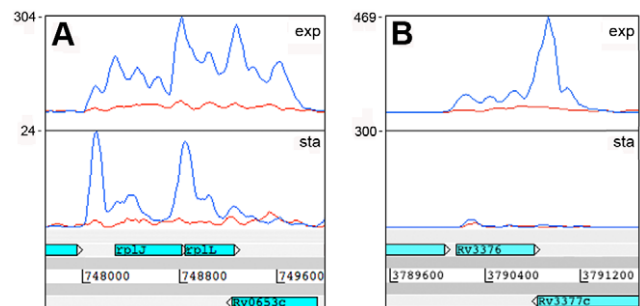 304 - A exp
24 - sta
rplJ rplL
748000 748800 749600
Rv0653c
469 - B exp
300 - sta
Rv3376
3789600 3790400 3791200
Rv3377c